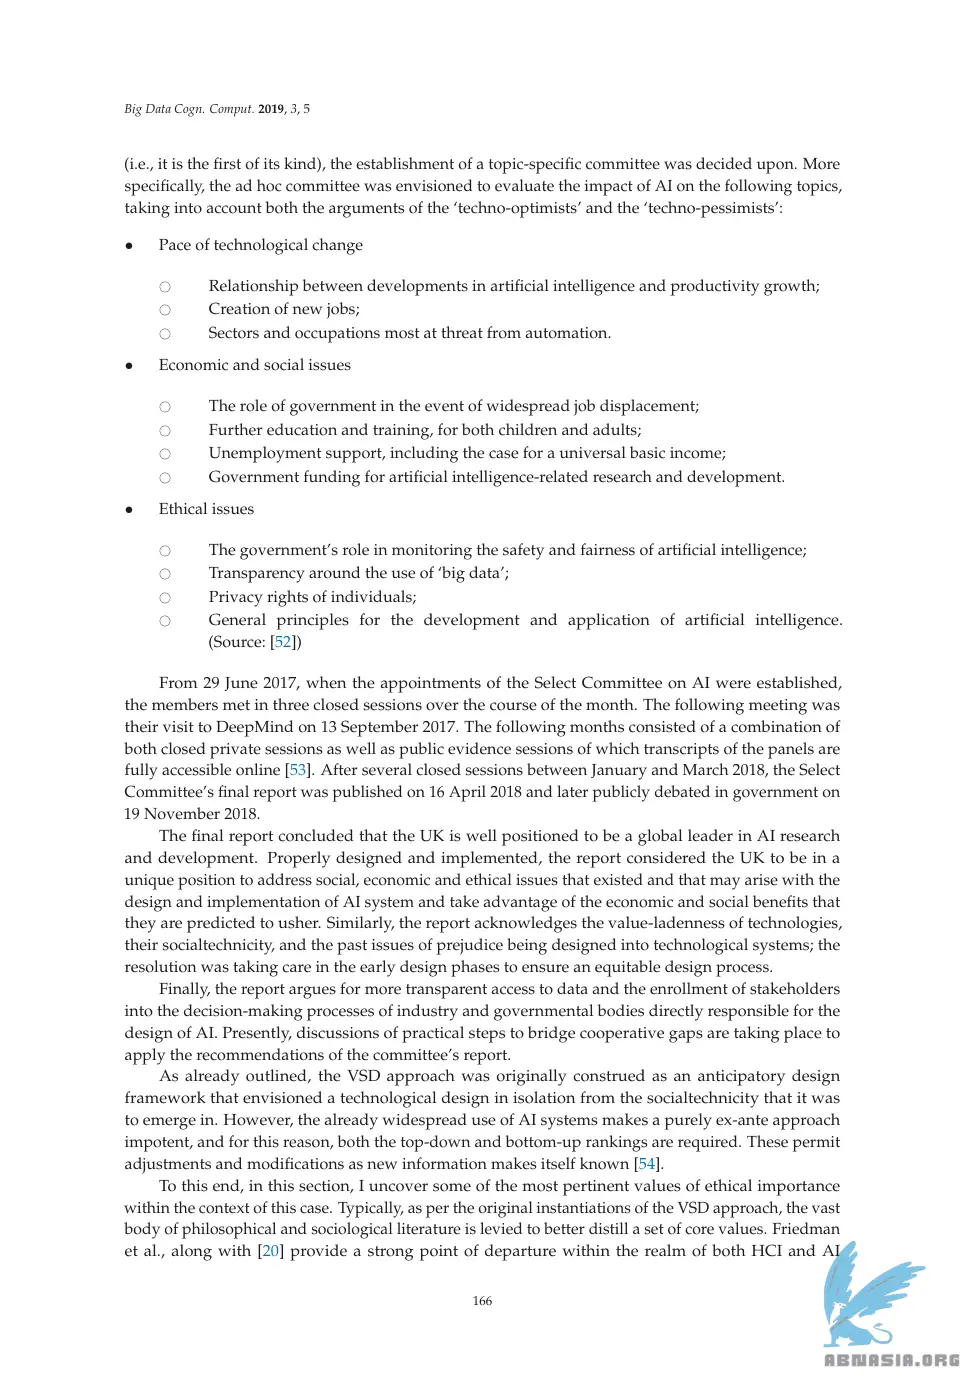 Big Data Cogn. Comput. 2019, 3, 5
(i.e., it is the first of its kind), the establishment of a topic-specific committee was decided upon. More
specifically, the ad hoc committee was envisioned to evaluate the impact of AI on the following topics,
taking into account both the arguments of the ‘techno-optimists’ and the ‘techno-pessimists’:
• Pace of technological change
○ Relationship between developments in artificial intelligence and productivity growth;
○ Creation of new jobs;
○ Sectors and occupations most at threat from automation.
• Economic and social issues
○ The role of government in the event of widespread job displacement;
○ Further education and training, for both children and adults;
○ Unemployment support, including the case for a universal basic income;
○ Government funding for artificial intelligence-related research and development.
• Ethical issues
○ The government’s role in monitoring the safety and fairness of artificial intelligence;
○ Transparency around the use of ‘big data’;
○ Privacy rights of individuals;
○ General principles for the development and application of artificial intelligence.
(Source: [52])
From 29 June 2017, when the appointments of the Select Committee on AI were established,
the members met in three closed sessions over the course of the month. The following meeting was
their visit to DeepMind on 13 September 2017. The following months consisted of a combination of
both closed private sessions as well as public evidence sessions of which transcripts of the panels are
fully accessible online [53]. After several closed sessions between January and March 2018, the Select
Committee’s final report was published on 16 April 2018 and later publicly debated in government on
19 November 2018.
The final report concluded that the UK is well positioned to be a global leader in AI research
and development. Properly designed and implemented, the report considered the UK to be in a
unique position to address social, economic and ethical issues that existed and that may arise with the
design and implementation of AI system and take advantage of the economic and social benefits that
they are predicted to usher. Similarly, the report acknowledges the value-ladenness of technologies,
their socialtechnicity, and the past issues of prejudice being designed into technological systems; the
resolution was taking care in the early design phases to ensure an equitable design process.
Finally, the report argues for more transparent access to data and the enrollment of stakeholders
into the decision-making processes of industry and governmental bodies directly responsible for the
design of AI. Presently, discussions of practical steps to bridge cooperative gaps are taking place to
apply the recommendations of the committee’s report.
As already outlined, the VSD approach was originally construed as an anticipatory design
framework that envisioned a technological design in isolation from the socialtechnicity that it was
to emerge in. However, the already widespread use of AI systems makes a purely ex-ante approach
impotent, and for this reason, both the top-down and bottom-up rankings are required. These permit
adjustments and modifications as new information makes itself known [54].
To this end, in this section, I uncover some of the most pertinent values of ethical importance
within the context of this case. Typically, as per the original instantiations of the VSD approach, the vast
body of philosophical and sociological literature is levied to better distill a set of core values. Friedman
et al., along with [20] provide a strong point of departure within the realm of both HCI and AI
166
ABNASIA.ORG